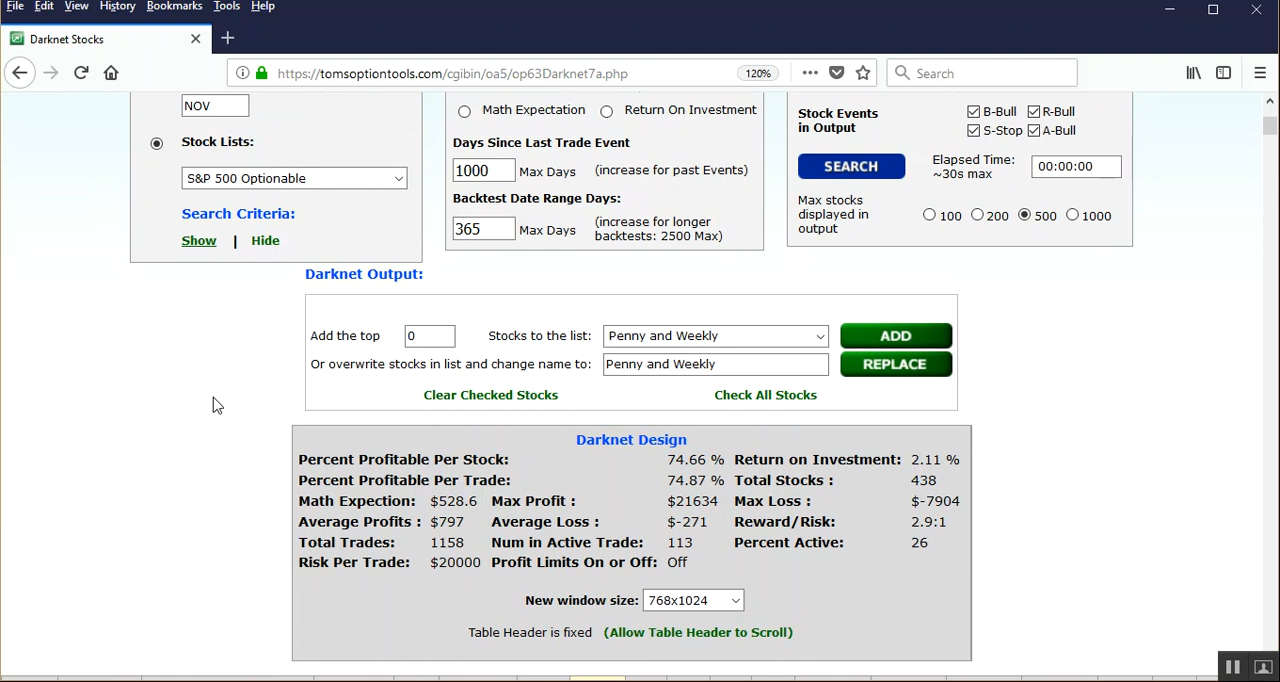 File Edit View History Bookmarks Tools Help
Darknet Stocks
https://tomsoptiontools.com/cgibin/oa5/op63Darknet7a.php 120% Search
NOV
Stock Lists:
S&P 500 Optionable
Search Criteria:
Show | Hide
Math Expectation Return On Investment
Days Since Last Trade Event
1000 Max Days (increase for past Events)
Backtest Date Range Days:
365 Max Days (increase for longer
backtests: 2500 Max)
Stock Events
in Output
B-Bull R-Bull
S-Stop A-Bull
SEARCH
Elapsed Time:
~30s max
00:00:00
Max stocks
displayed in
output
100 200 500 1000
Darknet Output:
Add the top 0 Stocks to the list: Penny and Weekly ADD
Or overwrite stocks in list and change name to: Penny and Weekly REPLACE
Clear Checked Stocks Check All Stocks
Darknet Design
Percent Profitable Per Stock: 74.66 % Return on Investment: 2.11 %
Percent Profitable Per Trade: 74.87 % Total Stocks : 438
Math Expection: $528.6 Max Profit : $21634 Max Loss : $-7904
Average Profits : $797 Average Loss : $-271 Reward/Risk: 2.9:1
Total Trades: 1158 Num in Active Trade: 113 Percent Active: 26
Risk Per Trade: $20000 Profit Limits On or Off: Off
New window size: 768x1024
Table Header is fixed (Allow Table Header to Scroll)